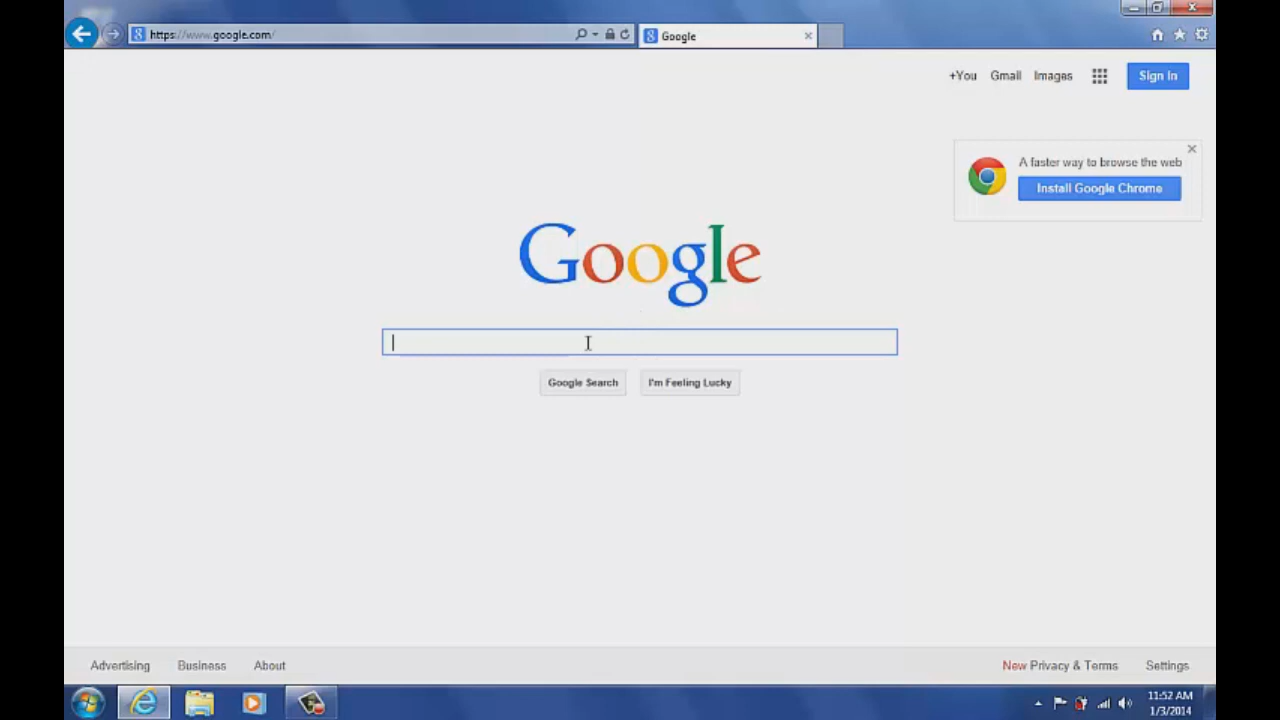 https://www.google.com/
Google
+You Gmail Images Sign In
A faster way to browse the web
Install Google Chrome
Google
Google Search I'm Feeling Lucky
Advertising Business About New Privacy & Terms Settings
11:52 AM
1/3/2014